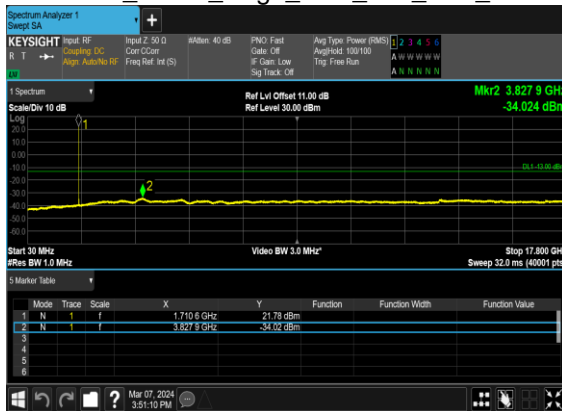 Spectrum Analyzer 1
Swept SA
+
KEYSIGHT Input: RF Input Z: 50 Ω #Atten: 40 dB PNO: Fast Avg Type: Power (RMS) 1 2 3 4 5 6
R T Coupling: DC Corr CCorr Gate: Off Avg|Hold: 100/100 A W W W W W
Align: Auto/No RF Freq Ref: Int (S) IF Gain: Low Trig: Free Run
Sig Track: Off A N N N N N
1 Spectrum Ref Lvl Offset 11.00 dB Mkr2 3.827 9 GHz
Scale/Div 10 dB Ref Level 30.00 dBm -34.024 dBm
Log
1
20.0
10.0
0.00
-10.0 DL1 -13.00 dBm
-20.0
-30.0 2
-40.0
-50.0
-60.0
Start 30 MHz Video BW 3.0 MHz* Stop 17.800 GHz
#Res BW 1.0 MHz Sweep 32.0 ms (40001 pts)
5 Marker Table
Mode Trace Scale X Y Function Function Width Function Value
1 N 1 f 1.710 6 GHz 21.78 dBm
2 N 1 f 3.827 9 GHz -34.02 dBm
3
4
5
6
? Mar 07, 2024
3:51:10 PM